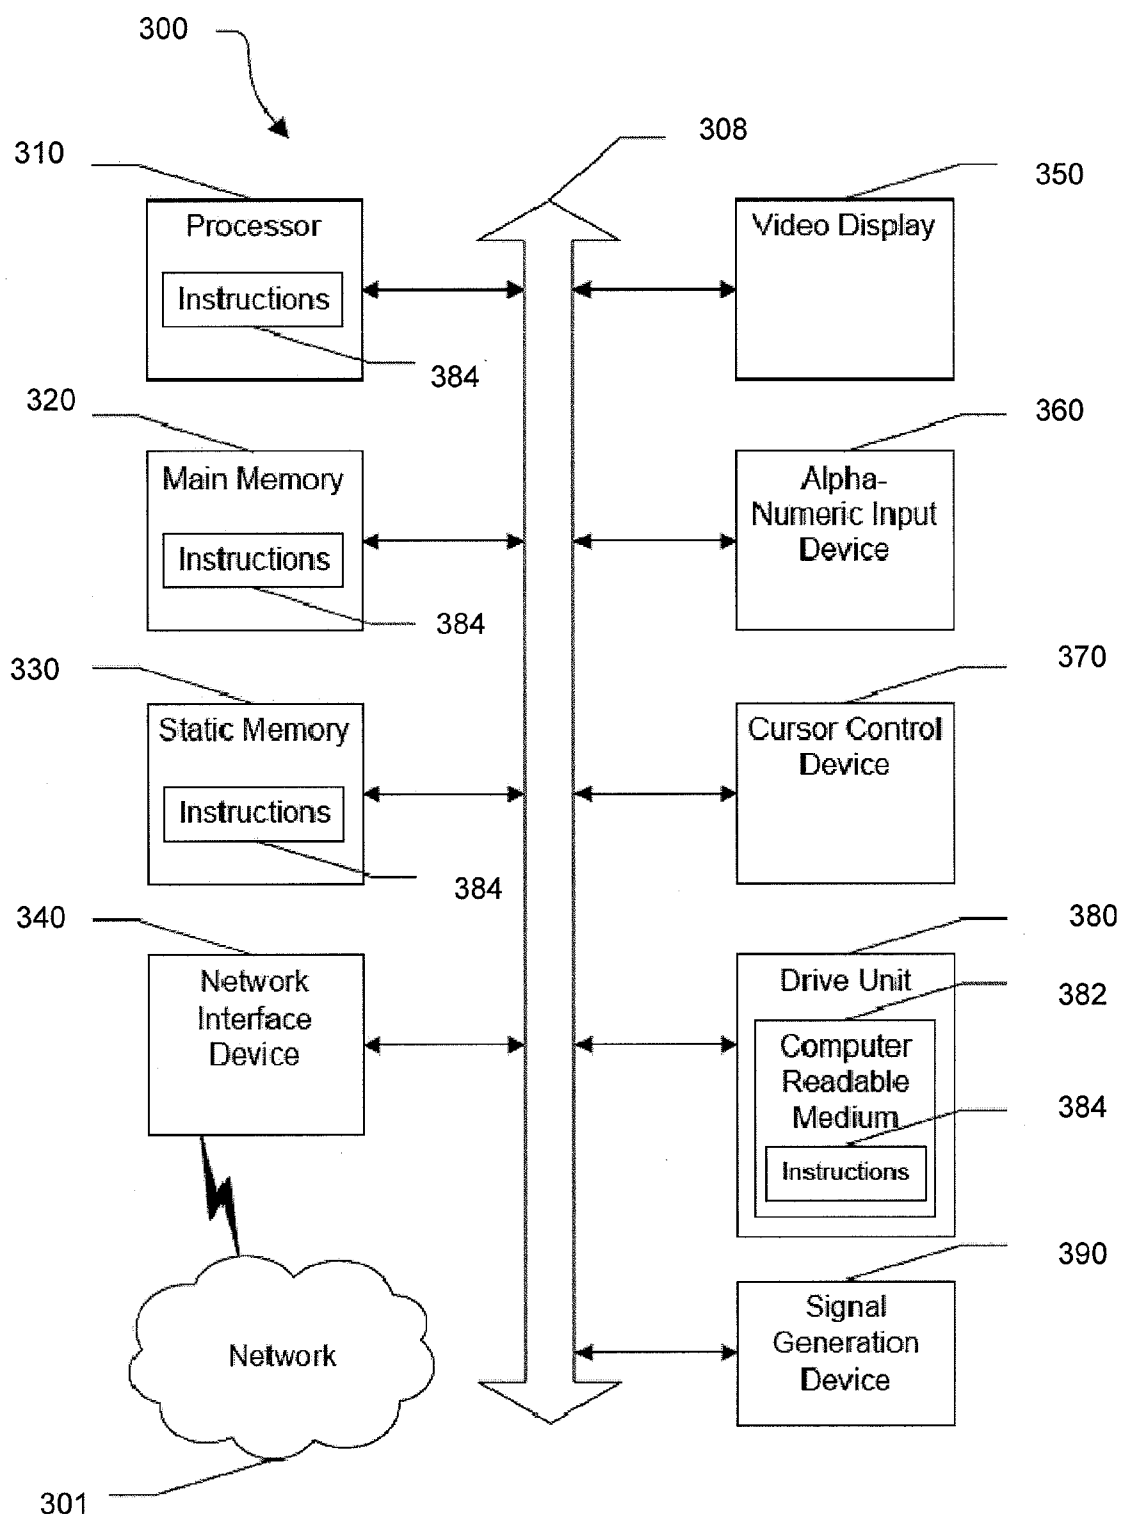 300
308
310
350
Processor
Video Display
Instructions
384
320
360
Main Memory
Alpha-
Numeric Input
Device
Instructions
384
330
370
Static Memory
Cursor Control
Device
Instructions
384
340
380
Network
Interface
Device
Drive Unit
382
Computer
Readable
Medium
384
Instructions
390
Signal
Generation
Device
Network
301